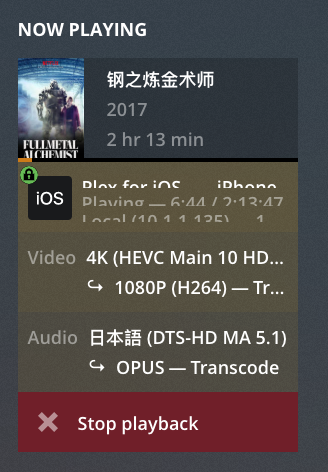 NOW PLAYING
钢之炼金术师
2017
2 hr 13 min
FULLMETAL
ALCHEMIST
iOS
Plex for iOS — iPhone
Playing — 6:44 / 2:13:47
Local (10.1.1.135) — 1
Video 4K (HEVC Main 10 HD...
↪ 1080P (H264) — Tr...
Audio 日本語 (DTS-HD MA 5.1)
↪ OPUS — Transcode
Stop playback